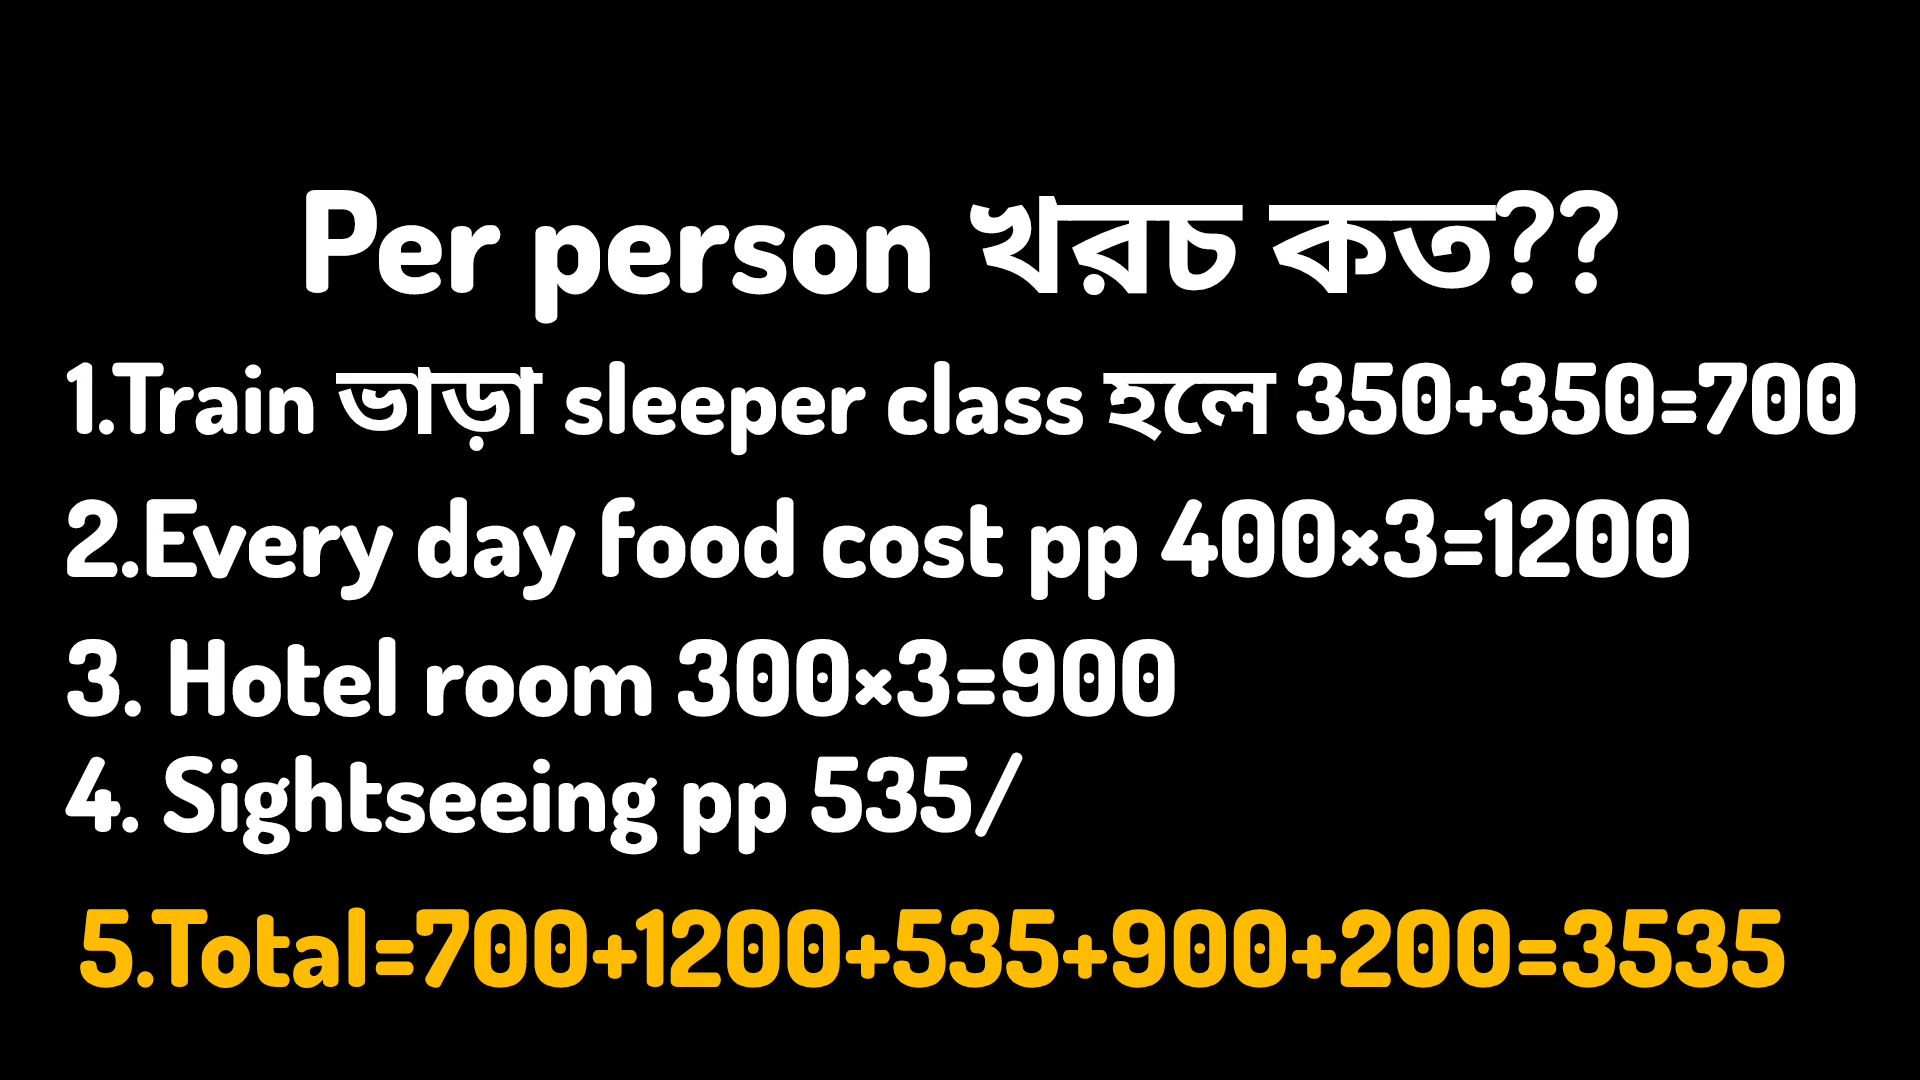 Per person খরচ কত??
1.Train ভাড়া sleeper class হলে 350+350=700
2.Every day food cost pp 400×3=1200
3. Hotel room 300×3=900
4. Sightseeing pp 535/
5.Total=700+1200+535+900+200=3535